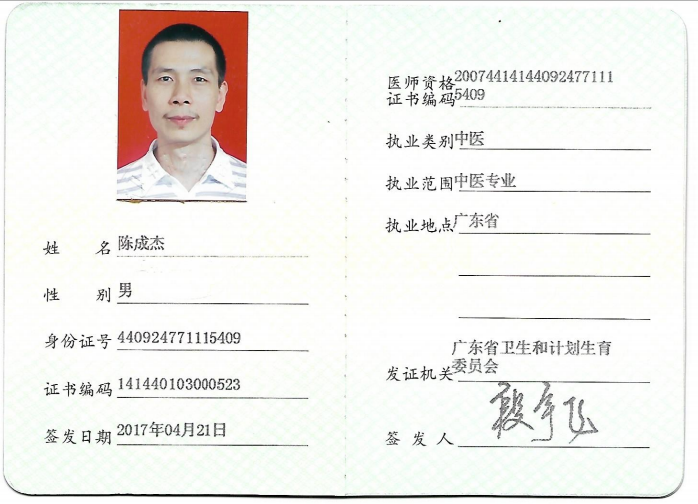 姓 名 陈成杰
性 别 男
身份证号 440924771115409
证书编码 141440103000523
签发日期 2017年04月21日
医师资格 20074414144092477111
证书编码 5409
执业类别 中医
执业范围 中医专业
执业地点 广东省
广东省卫生和计划生育
发证机关 委员会
签 发 人